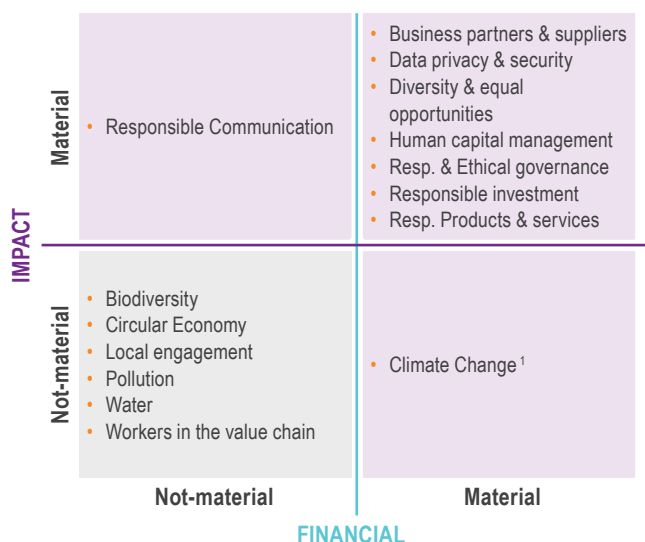 IMPACT
Material
• Responsible Communication
• Business partners & suppliers
• Data privacy & security
• Diversity & equal
opportunities
• Human capital management
• Resp. & Ethical governance
• Responsible investment
• Resp. Products & services
Not-material
• Biodiversity
• Circular Economy
• Local engagement
• Pollution
• Water
• Workers in the value chain
• Climate Change ¹
Not-material
Material
FINANCIAL